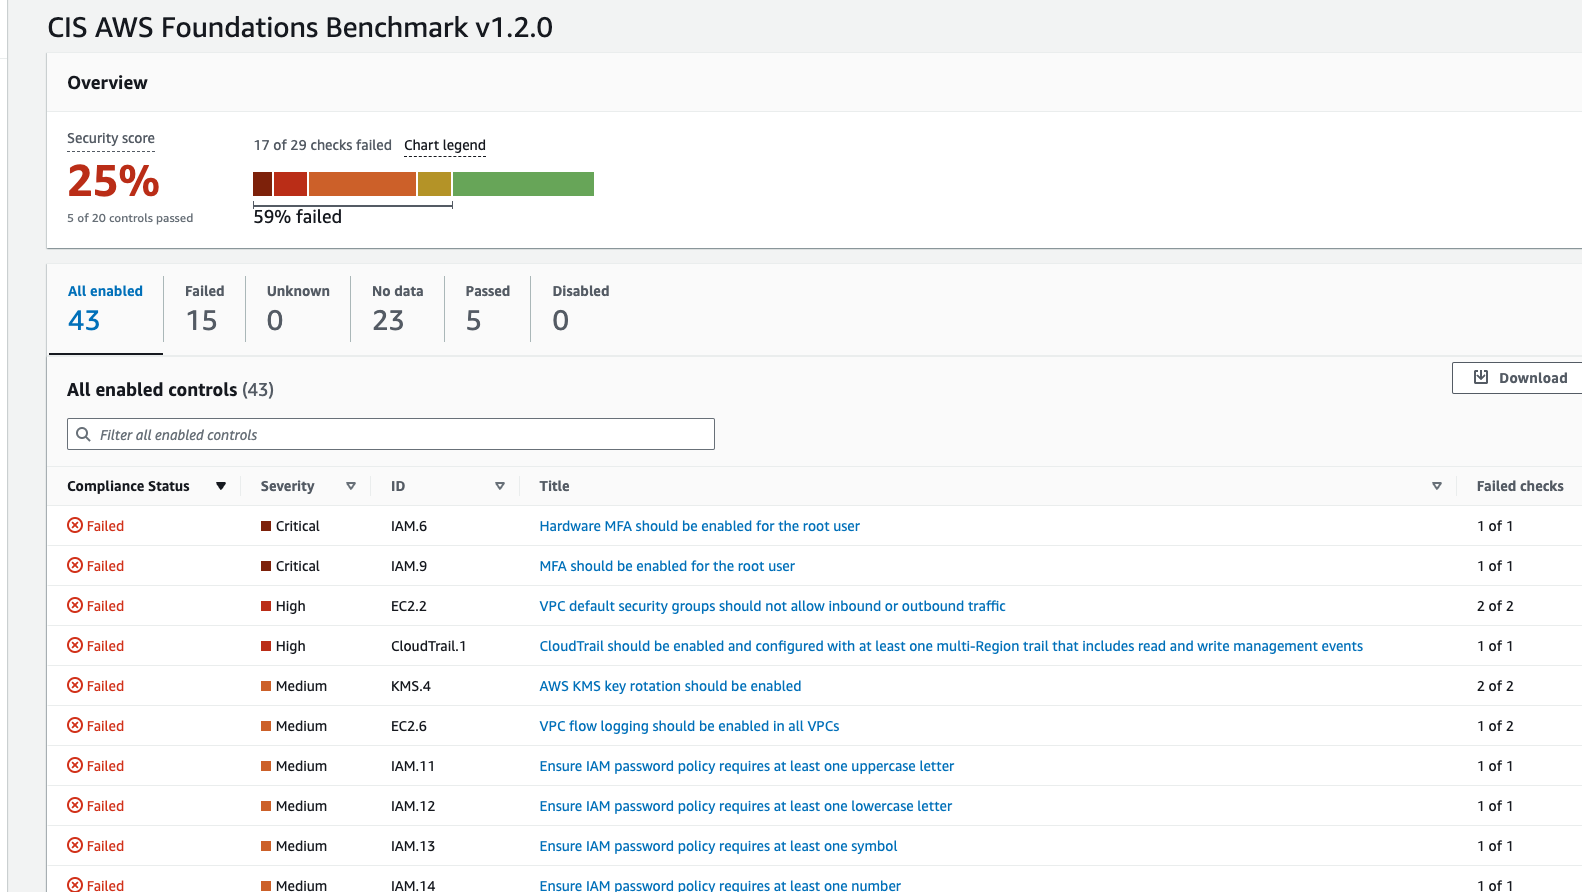 CIS AWS Foundations Benchmark v1.2.0
Overview
Security score
25%
5 of 20 controls passed
17 of 29 checks failed Chart legend
59% failed
All enabled Failed Unknown No data Passed Disabled
43 15 0 23 5 0
All enabled controls (43)
Download
Filter all enabled controls
Compliance Status Severity ID Title Failed checks
Failed Critical IAM.6 Hardware MFA should be enabled for the root user 1 of 1
Failed Critical IAM.9 MFA should be enabled for the root user 1 of 1
Failed High EC2.2 VPC default security groups should not allow inbound or outbound traffic 2 of 2
Failed High CloudTrail.1 CloudTrail should be enabled and configured with at least one multi-Region trail that includes read and write management events 1 of 1
Failed Medium KMS.4 AWS KMS key rotation should be enabled 2 of 2
Failed Medium EC2.6 VPC flow logging should be enabled in all VPCs 1 of 2
Failed Medium IAM.11 Ensure IAM password policy requires at least one uppercase letter 1 of 1
Failed Medium IAM.12 Ensure IAM password policy requires at least one lowercase letter 1 of 1
Failed Medium IAM.13 Ensure IAM password policy requires at least one symbol 1 of 1
Failed Medium IAM.14 Ensure IAM password policy requires at least one number 1 of 1